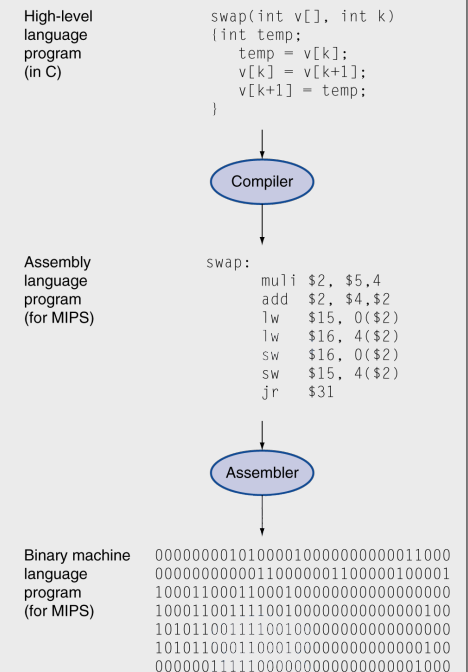 High-level swap(int v[], int k)
language {int temp;
program temp = v[k];
(in C) v[k] = v[k+1];
v[k+1] = temp;
}
Compiler
Assembly swap:
language muli $2, $5,4
program add $2, $4,$2
(for MIPS) lw $15, 0($2)
lw $16, 4($2)
sw $16, 0($2)
sw $15, 4($2)
jr $31
Assembler
Binary machine 00000000101000010000000000011000
language 00000000000110000001100000100001
program 10001100011000100000000000000000
(for MIPS) 10001100111100100000000000000100
10101100111100100000000000000000
10101100011000100000000000000100
00000011111000000000000000001000